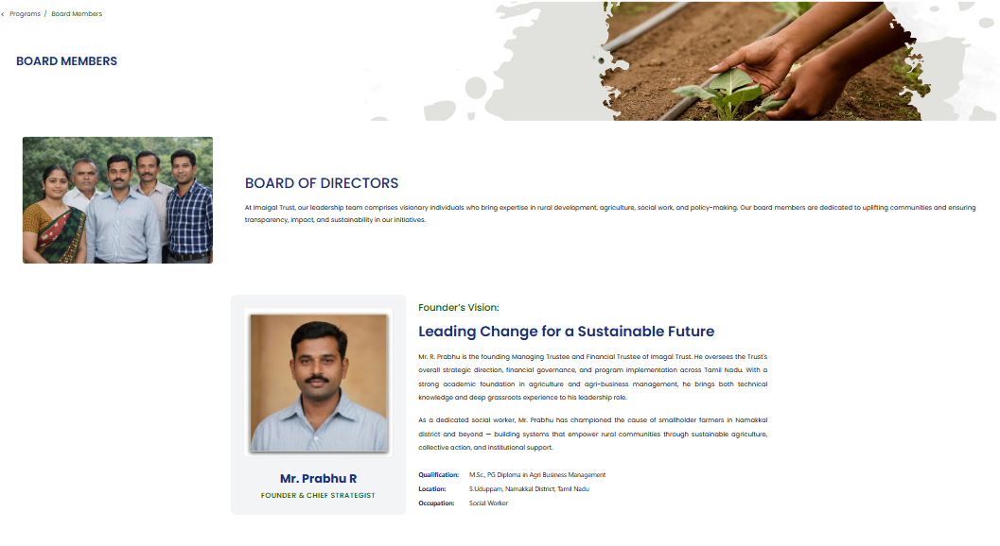 ‹ Programs / Board Members
BOARD MEMBERS
BOARD OF DIRECTORS
At Imaigal Trust, our leadership team comprises visionary individuals who bring expertise in rural development, agriculture, social work, and policy-making. Our board members are dedicated to uplifting communities and ensuring
transparency, impact, and sustainability in our initiatives.
Founder's Vision:
Leading Change for a Sustainable Future
Mr. R. Prabhu is the founding Managing Trustee and Financial Trustee of Imagal Trust. He oversees the Trust's
overall strategic direction, financial governance, and program implementation across Tamil Nadu. With a
strong academic foundation in agriculture and agri-business management, he brings both technical
knowledge and deep grassroots experience to his leadership role.
As a dedicated social worker, Mr. Prabhu has championed the cause of smallholder farmers in Namakkal
district and beyond — building systems that empower rural communities through sustainable agriculture,
collective action, and institutional support.
Mr. Prabhu R
FOUNDER & CHIEF STRATEGIST
Qualification: M.Sc., PG Diploma in Agri Business Management
Location: S.Uduppam, Namakkal District, Tamil Nadu
Occupation: Social Worker